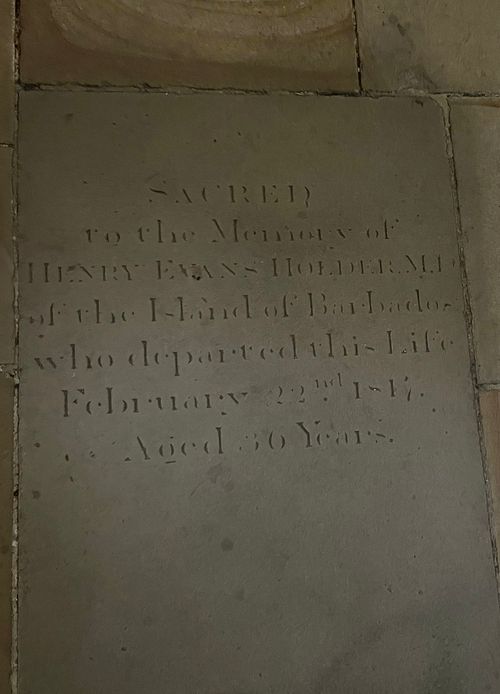 SACRED
to the Memory of
HENRY EVANS HOLDER, M.D
of the Island of Barbados
who departed this Life
February 22nd. 1817.
Aged Years.